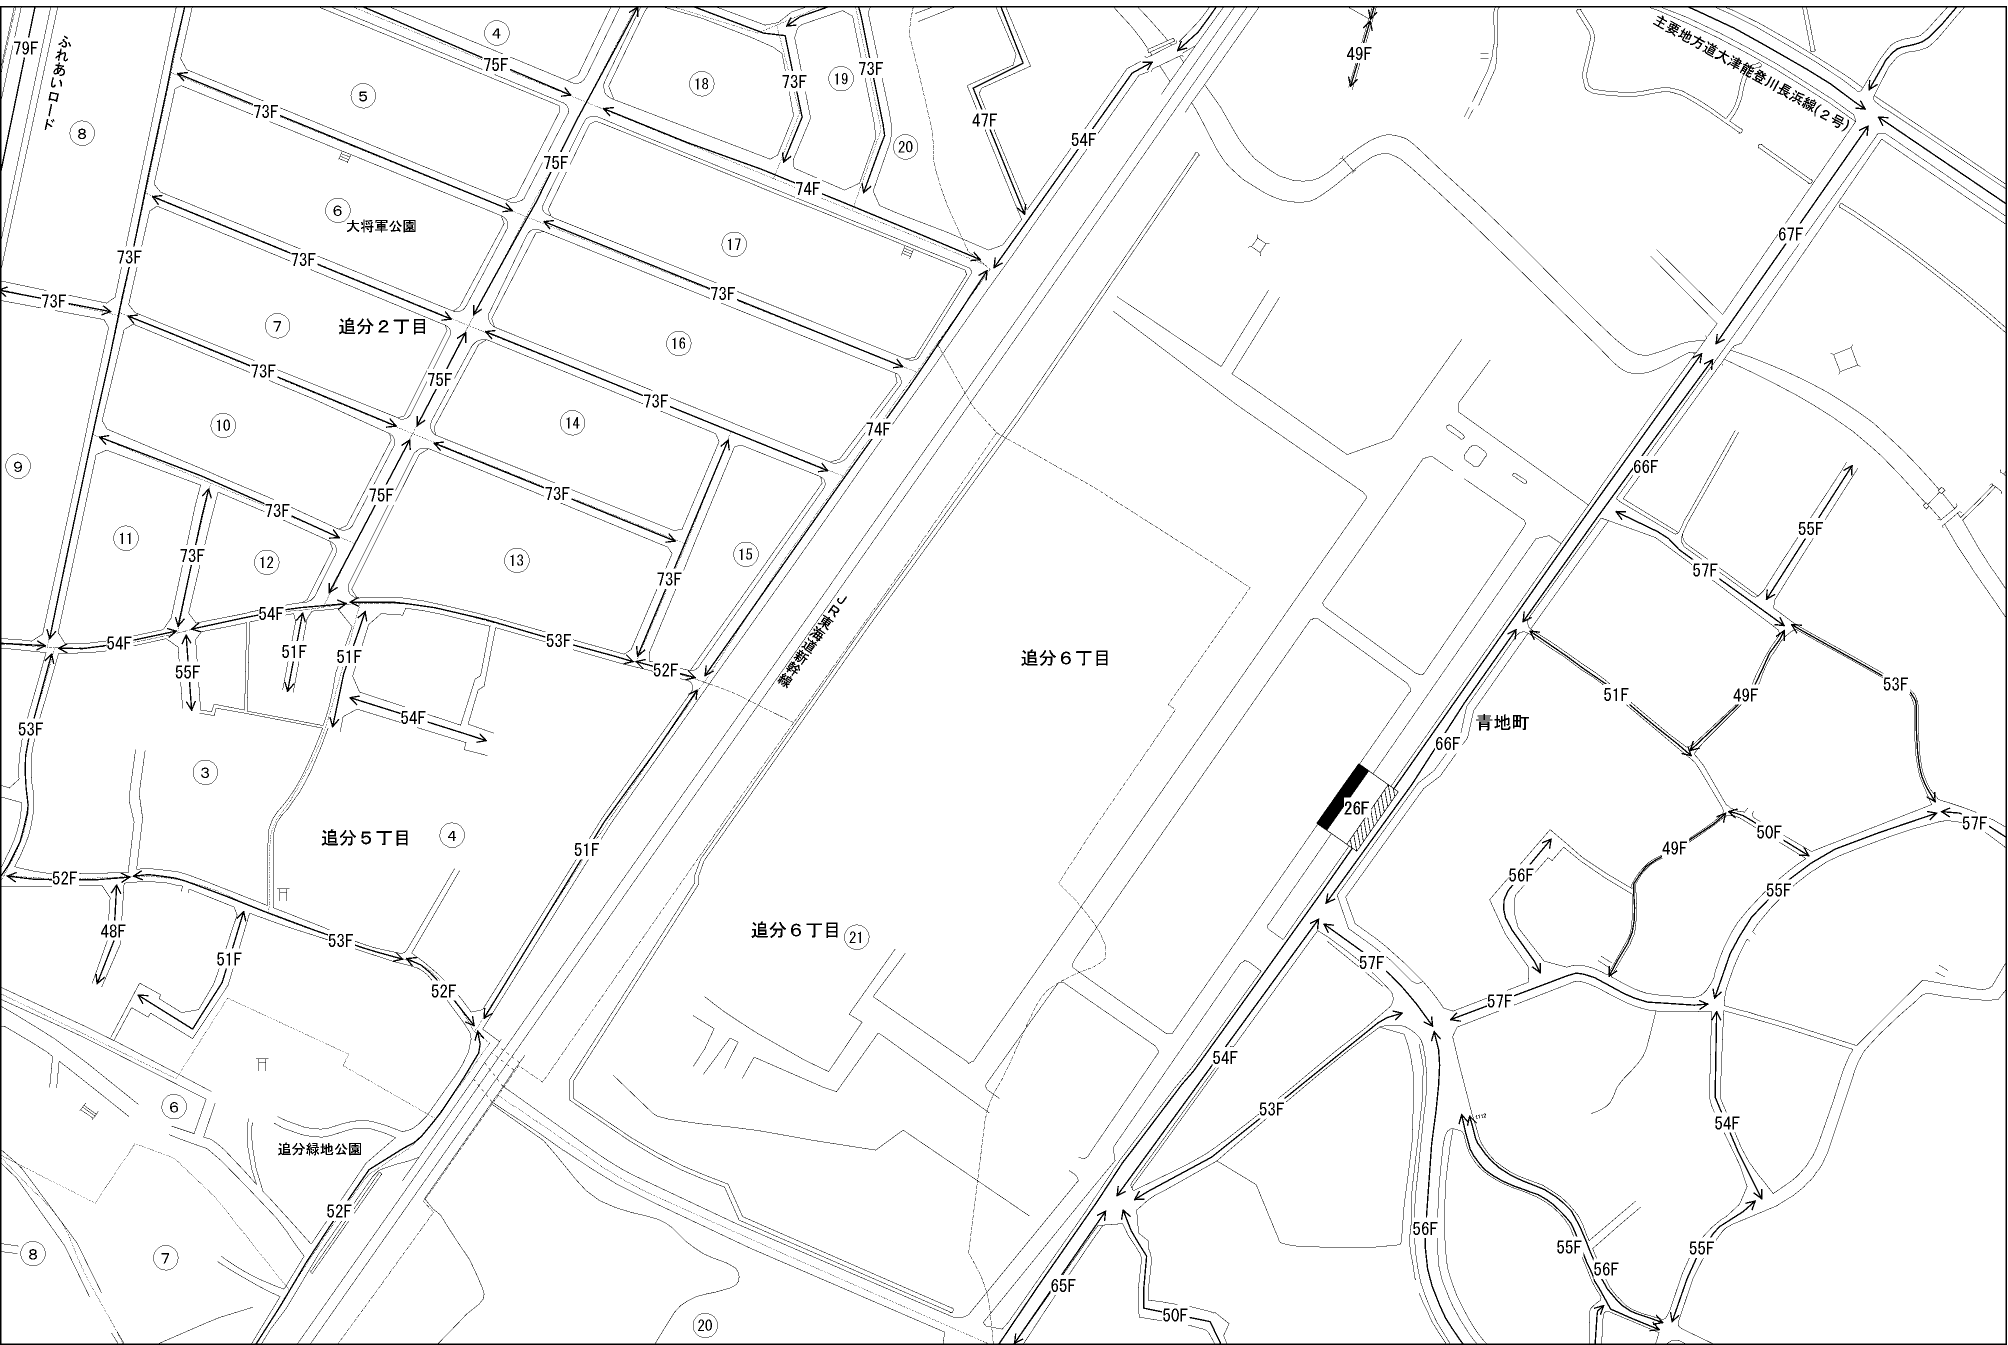 79F
ふれあいロード
4
75F
73F
18
19
73F
20
47F
54F
49F
主要地方道大津能登川長浜線(2号)
5
73F
8
75F
74F
6
大将軍公園
17
67F
73F
73F
73F
73F
7
追分2丁目
16
73F
75F
73F
74F
10
14
9
66F
73F
75F
73F
11
12
13
15
73F
73F
55F
57F
54F
54F
51F
51F
53F
52F
55F
JR東海道新幹線
追分6丁目
51F
49F
53F
53F
54F
66F
青地町
3
26F
追分5丁目
4
51F
50F
57F
49F
52F
56F
55F
48F
53F
51F
追分6丁目
21
52F
57F
57F
54F
6
53F
54F
追分緑地公園
52F
8
7
56F
55F
56F
55F
65F
20
50F